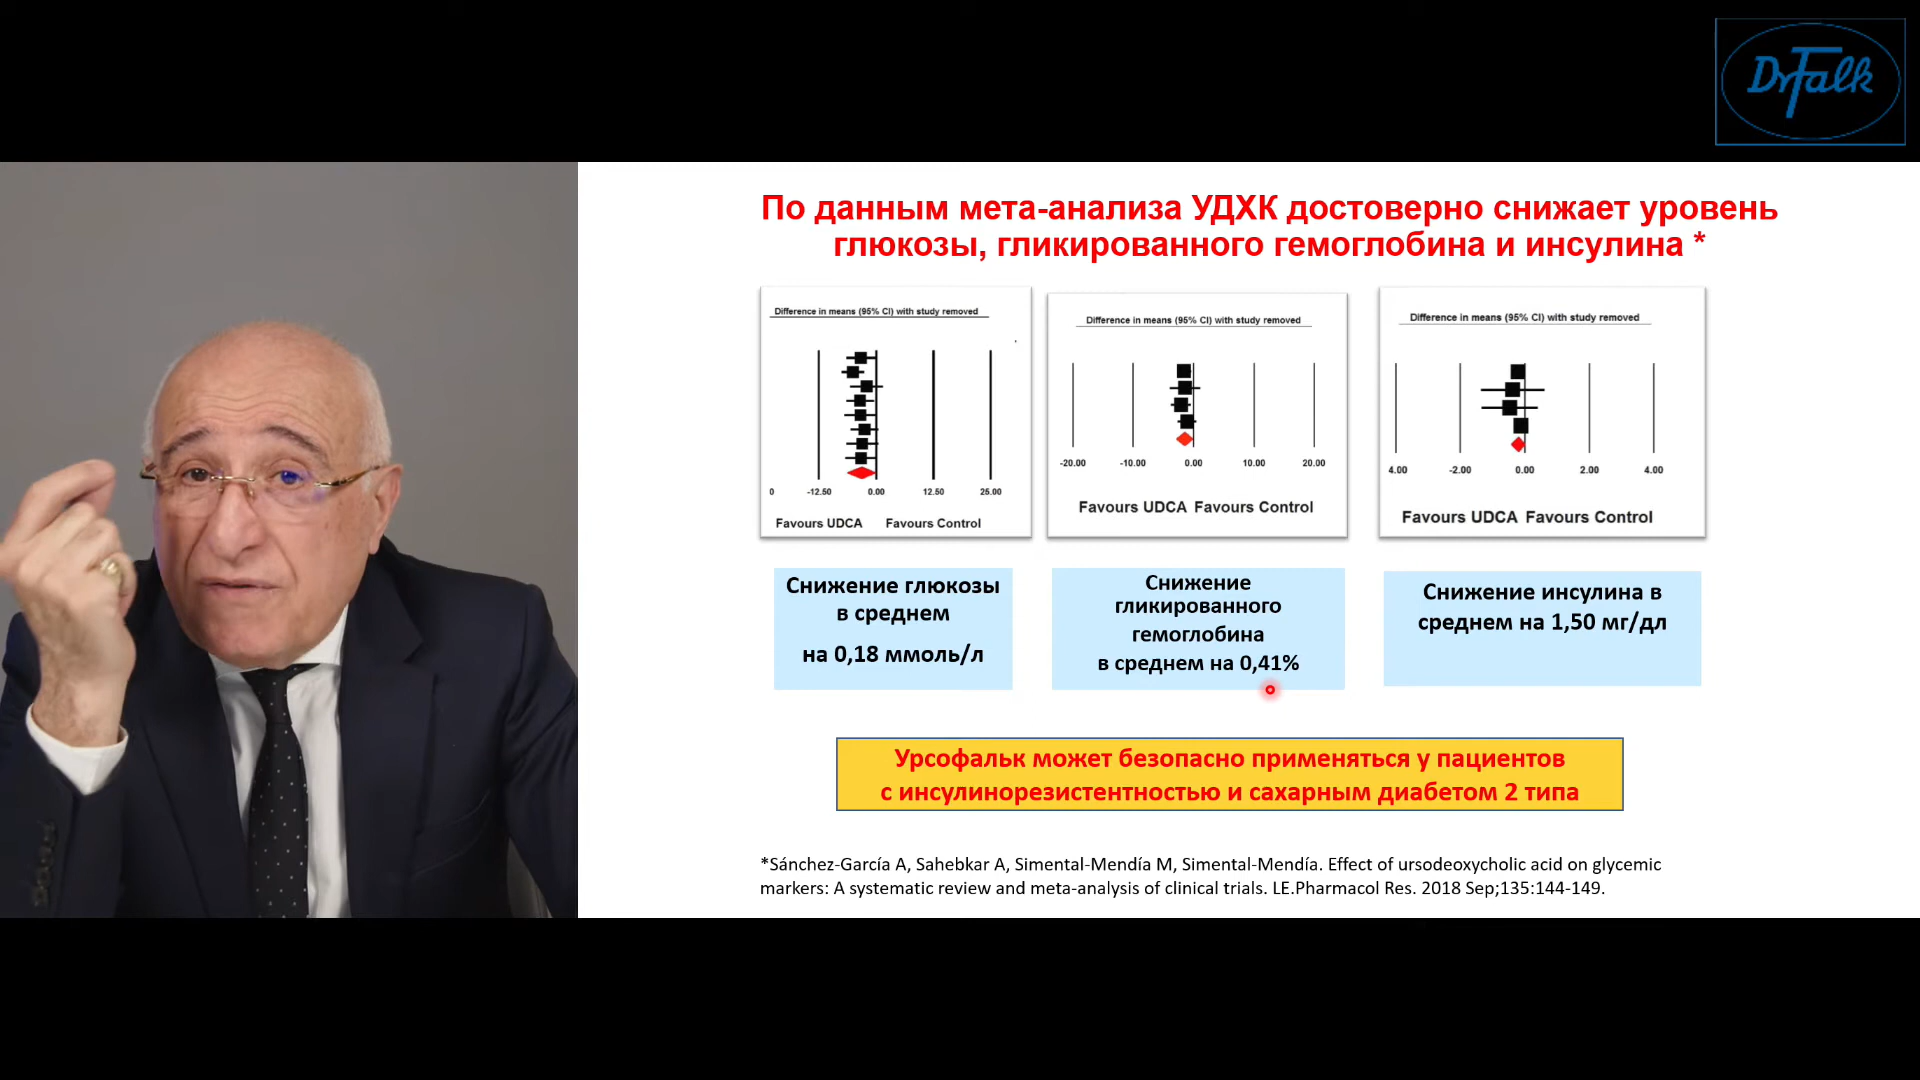 Dr Falk
По данным мета-анализа УДХК достоверно снижает уровень
глюкозы, гликированного гемоглобина и инсулина *
Difference in means (95% CI) with study removed
0 -12.50 0.00 12.50 25.00
Favours UDCA Favours Control
Difference in means (95% CI) with study removed
-20.00 -10.00 0.00 10.00 20.00
Favours UDCA Favours Control
Difference in means (95% CI) with study removed
4.00 -2.00 0.00 2.00 4.00
Favours UDCA Favours Control
Снижение глюкозы
в среднем
на 0,18 ммоль/л
Снижение
гликированного
гемоглобина
в среднем на 0,41%
Снижение инсулина в
среднем на 1,50 мг/дл
Урсофальк может безопасно применяться у пациентов
с инсулинорезистентностью и сахарным диабетом 2 типа
*Sánchez-García A, Sahebkar A, Simental-Mendía M, Simental-Mendía. Effect of ursodeoxycholic acid on glycemic
markers: A systematic review and meta-analysis of clinical trials. LE.Pharmacol Res. 2018 Sep;135:144-149.